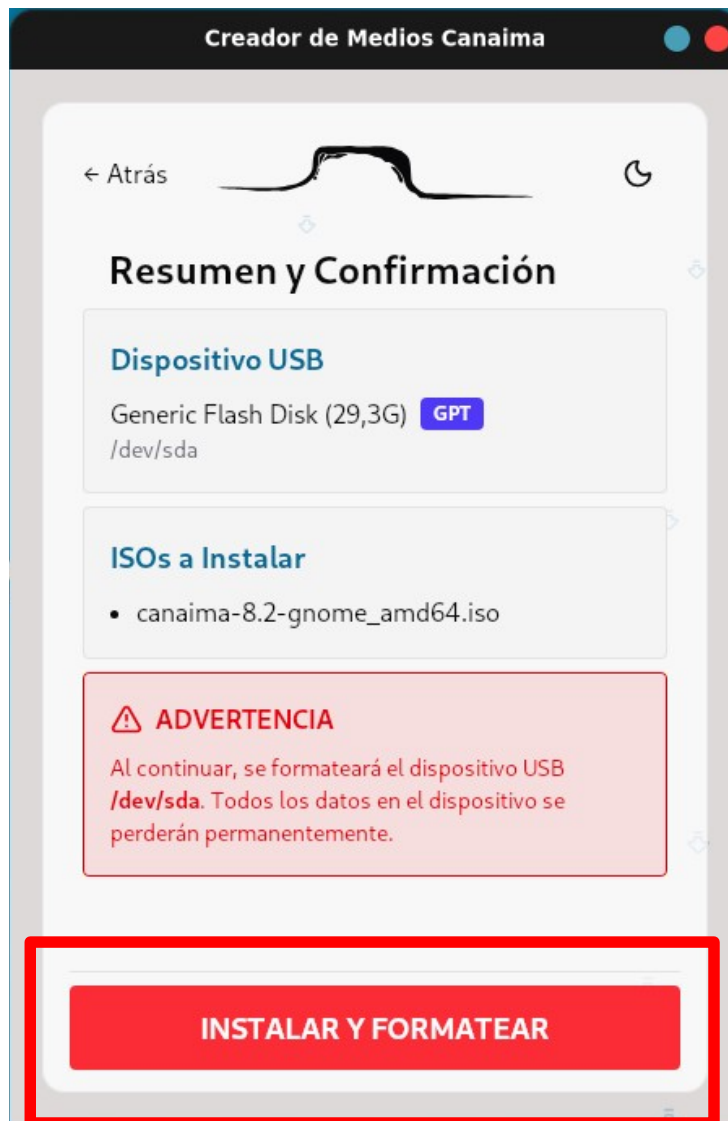 Creador de Medios Canaima
← Atrás
Resumen y Confirmación
Dispositivo USB
Generic Flash Disk (29,3G) GPT
/dev/sda
ISOs a Instalar
• canaima-8.2-gnome_amd64.iso
ADVERTENCIA
Al continuar, se formateará el dispositivo USB
/dev/sda. Todos los datos en el dispositivo se
perderán permanentemente.
INSTALAR Y FORMATEAR